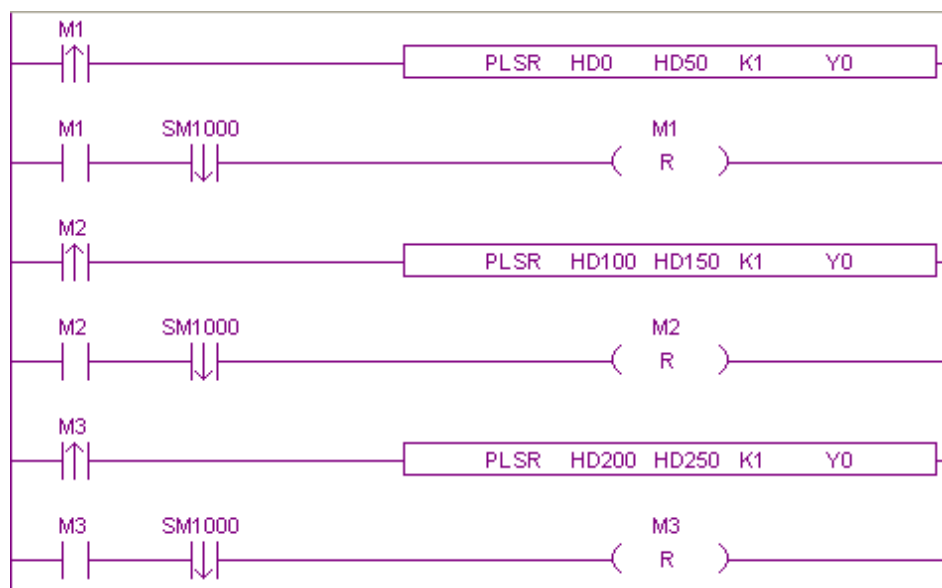 M1
PLSR HD0 HD50 K1 Y0
M1 SM1000 M1
R
M2
PLSR HD100 HD150 K1 Y0
M2 SM1000 M2
R
M3
PLSR HD200 HD250 K1 Y0
M3 SM1000 M3
R